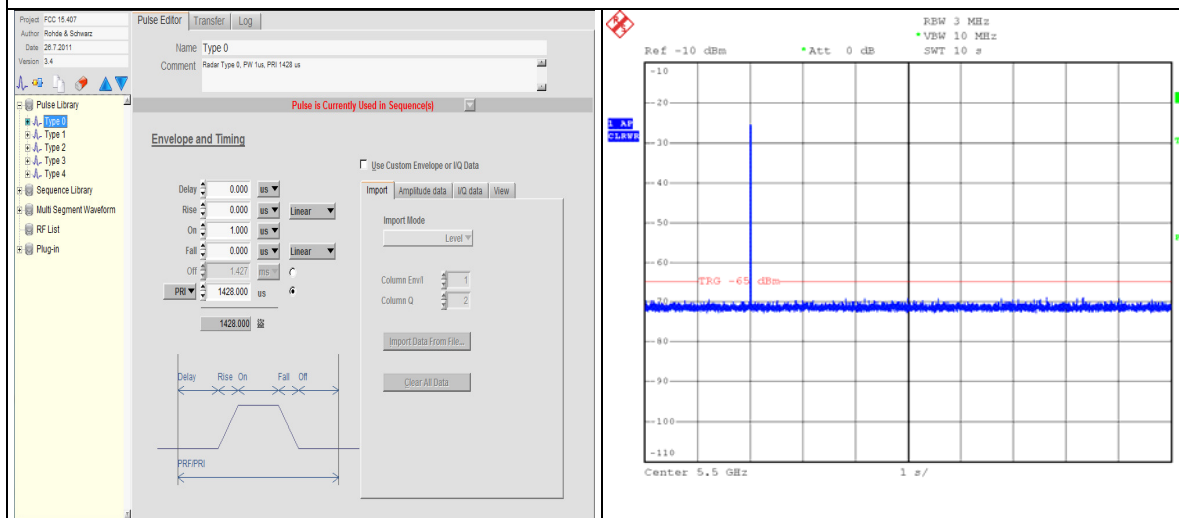 Project FCC 15.407
Author Rohde & Schwarz
Date 26.7.2011
Version 3.4
Pulse Library
Type 0
Type 1
Type 2
Type 3
Type 4
Sequence Library
Multi Segment Waveform
RF List
Plug-in
Pulse Editor Transfer Log
Name Type 0
Comment Radar Type 0, PW 1us, PRI 1428 us
Pulse is Currently Used in Sequence(s)
Envelope and Timing
Delay 0.000 us
Rise 0.000 us Linear
On 1.000 us
Fall 0.000 us Linear
Off 1.427 ms
PRI 1428.000 us
1428.000
Delay Rise On Fall Off
PRF/PRI
Use Custom Envelope or I/Q Data
Import Amplitude data I/Q data View
Import Mode
Level
Column Env/I 1
Column Q 2
Import Data From File...
Clear All Data
RBW 3 MHz
*VBW 10 MHz
Ref -10 dBm *Att 0 dB SWT 10 s
1 AP
CLRWR
-10
-20
-30
-40
-50
-60
TRG -65 dBm
-70
-80
-90
-100
-110
Center 5.5 GHz 1 s/